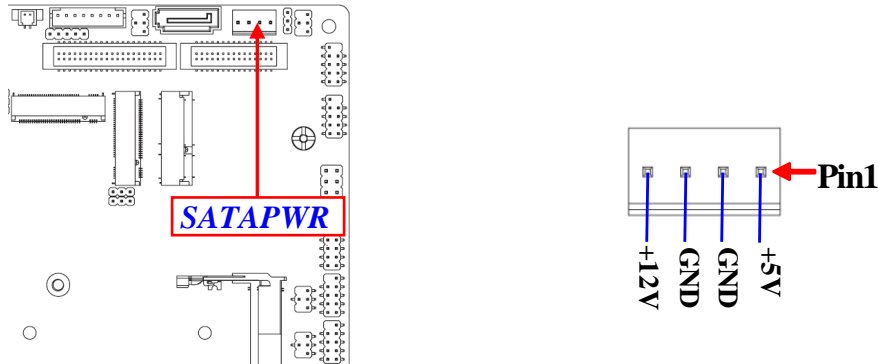 SATAPWR
Pin1
+12V
GND
GND
+5V